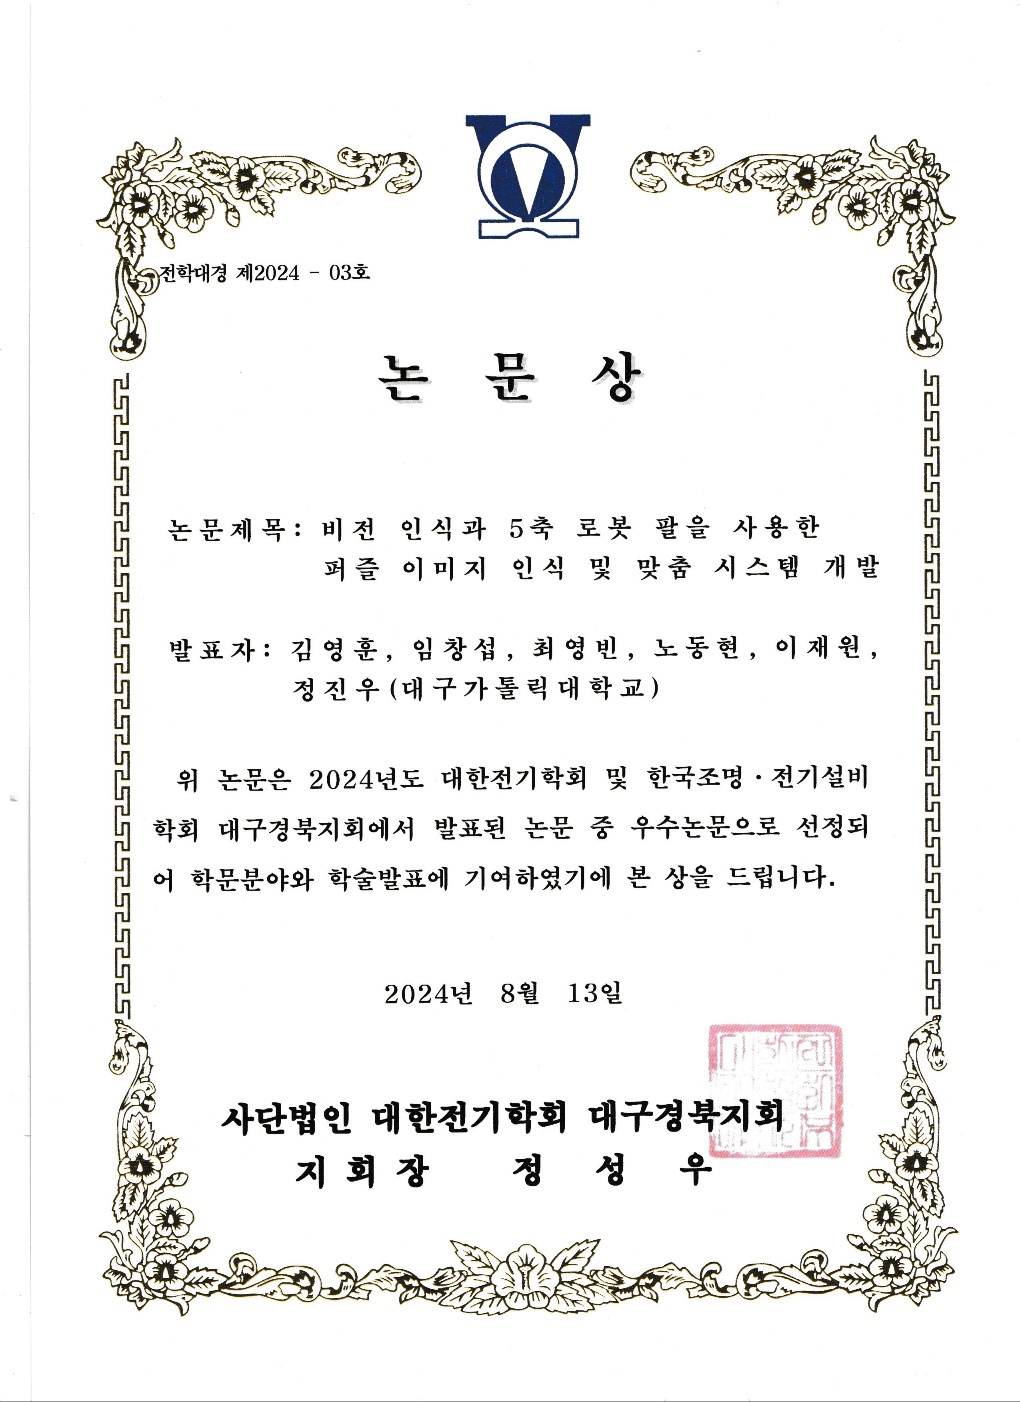 전학대경 제2024 - 03호
논 문 상
논문제목: 비전 인식과 5축 로봇 팔을 사용한
퍼즐 이미지 인식 및 맞춤 시스템 개발
발표자: 김영훈, 임창섭, 최영빈, 노동현, 이재원,
정진우(대구가톨릭대학교)
위 논문은 2024년도 대한전기학회 및 한국조명·전기설비
학회 대구경북지회에서 발표된 논문 중 우수논문으로 선정되
어 학문분야와 학술발표에 기여하였기에 본 상을 드립니다.
2024년 8월 13일
사단법인 대한전기학회 대구경북지회
지 회 장 정 성 우